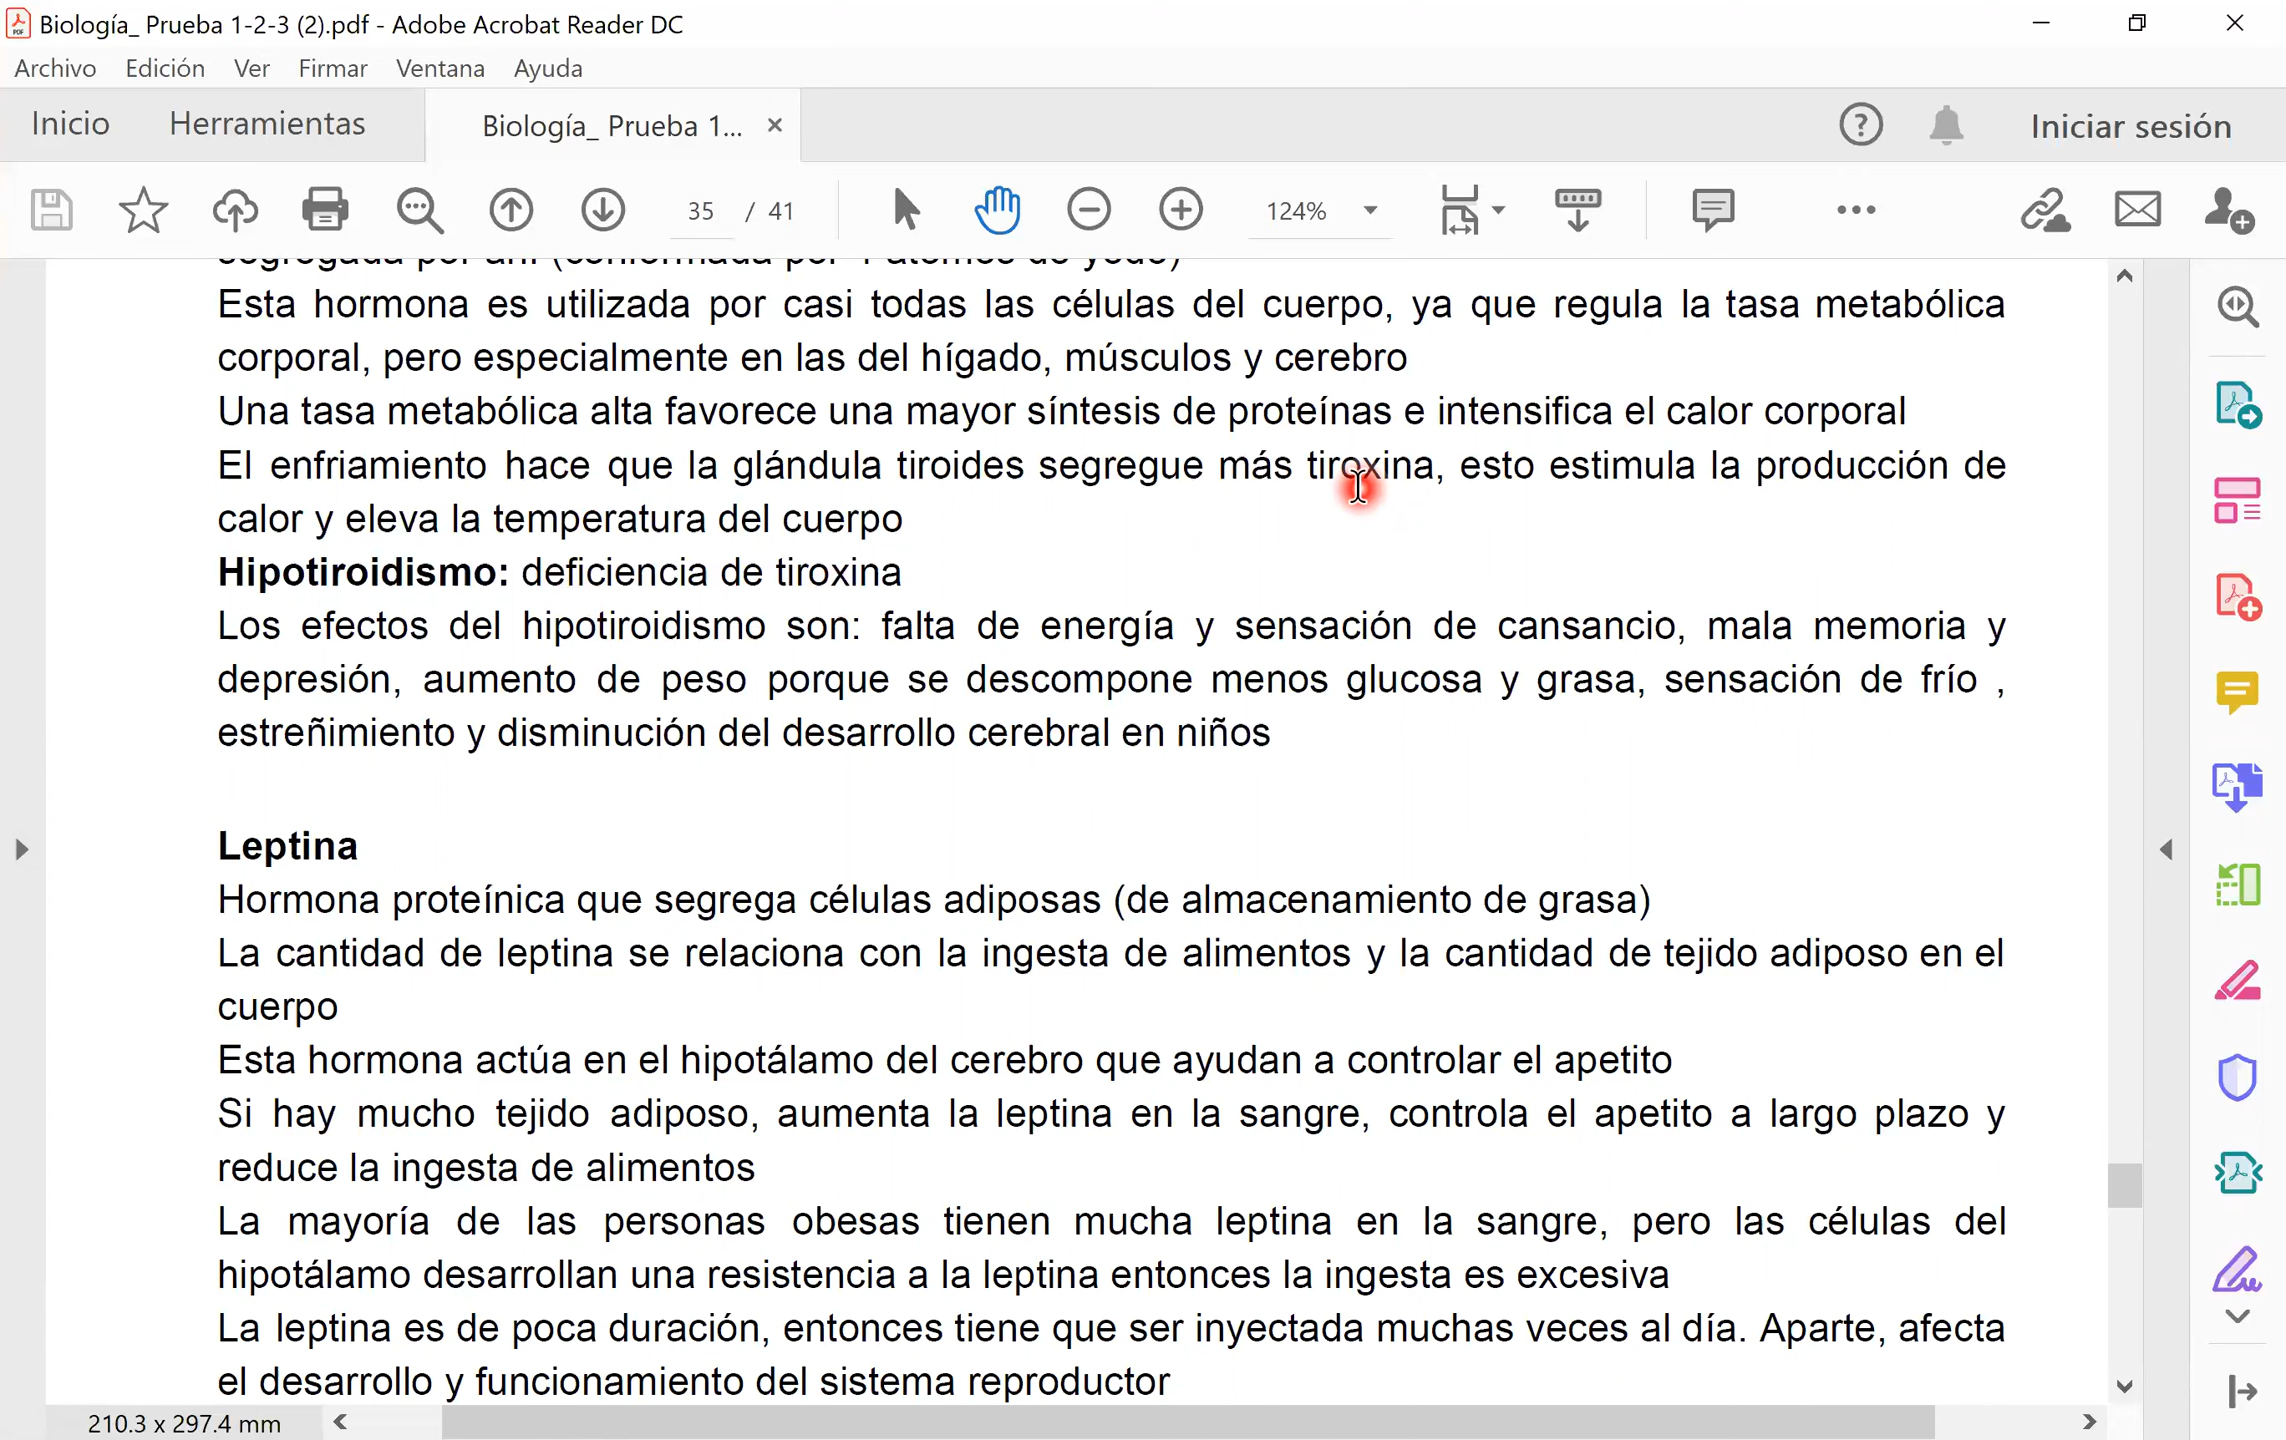 Biología_ Prueba 1-2-3 (2).pdf - Adobe Acrobat Reader DC
Archivo Edición Ver Firmar Ventana Ayuda
Inicio Herramientas Biología_ Prueba 1... × Iniciar sesión
35 / 41 124%
segregada por
Esta hormona es utilizada por casi todas las células del cuerpo, ya que regula la tasa metabólica
corporal, pero especialmente en las del hígado, músculos y cerebro
Una tasa metabólica alta favorece una mayor síntesis de proteínas e intensifica el calor corporal
El enfriamiento hace que la glándula tiroides segregue más tiroxina, esto estimula la producción de
calor y eleva la temperatura del cuerpo
Hipotiroidismo: deficiencia de tiroxina
Los efectos del hipotiroidismo son: falta de energía y sensación de cansancio, mala memoria y
depresión, aumento de peso porque se descompone menos glucosa y grasa, sensación de frío ,
estreñimiento y disminución del desarrollo cerebral en niños
Leptina
Hormona proteínica que segrega células adiposas (de almacenamiento de grasa)
La cantidad de leptina se relaciona con la ingesta de alimentos y la cantidad de tejido adiposo en el
cuerpo
Esta hormona actúa en el hipotálamo del cerebro que ayudan a controlar el apetito
Si hay mucho tejido adiposo, aumenta la leptina en la sangre, controla el apetito a largo plazo y
reduce la ingesta de alimentos
La mayoría de las personas obesas tienen mucha leptina en la sangre, pero las células del
hipotálamo desarrollan una resistencia a la leptina entonces la ingesta es excesiva
La leptina es de poca duración, entonces tiene que ser inyectada muchas veces al día. Aparte, afecta
el desarrollo y funcionamiento del sistema reproductor
210.3 x 297.4 mm